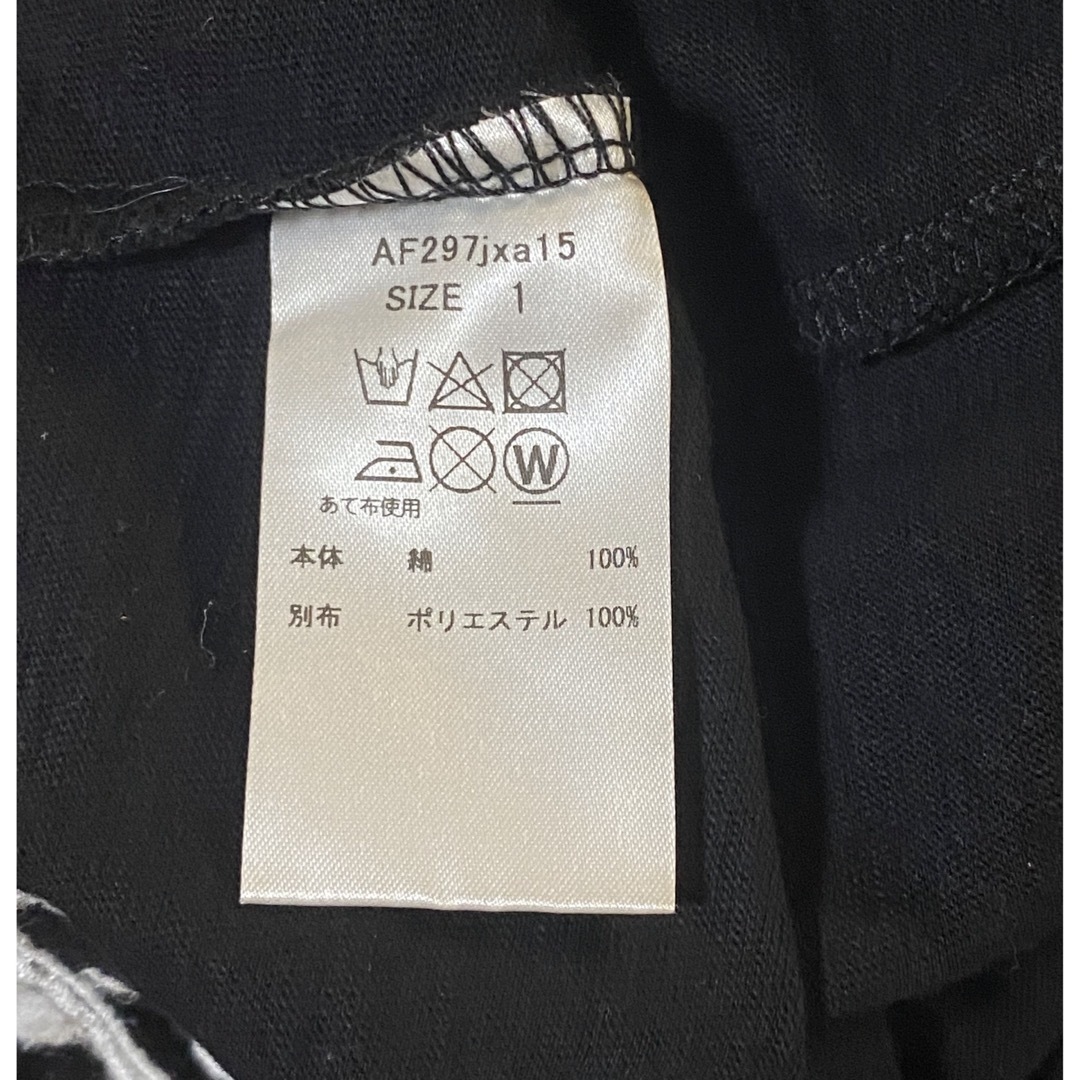 AF297jxa15
SIZE 1
W
あて布使用
本体 綿 100%
別布 ポリエステル 100%